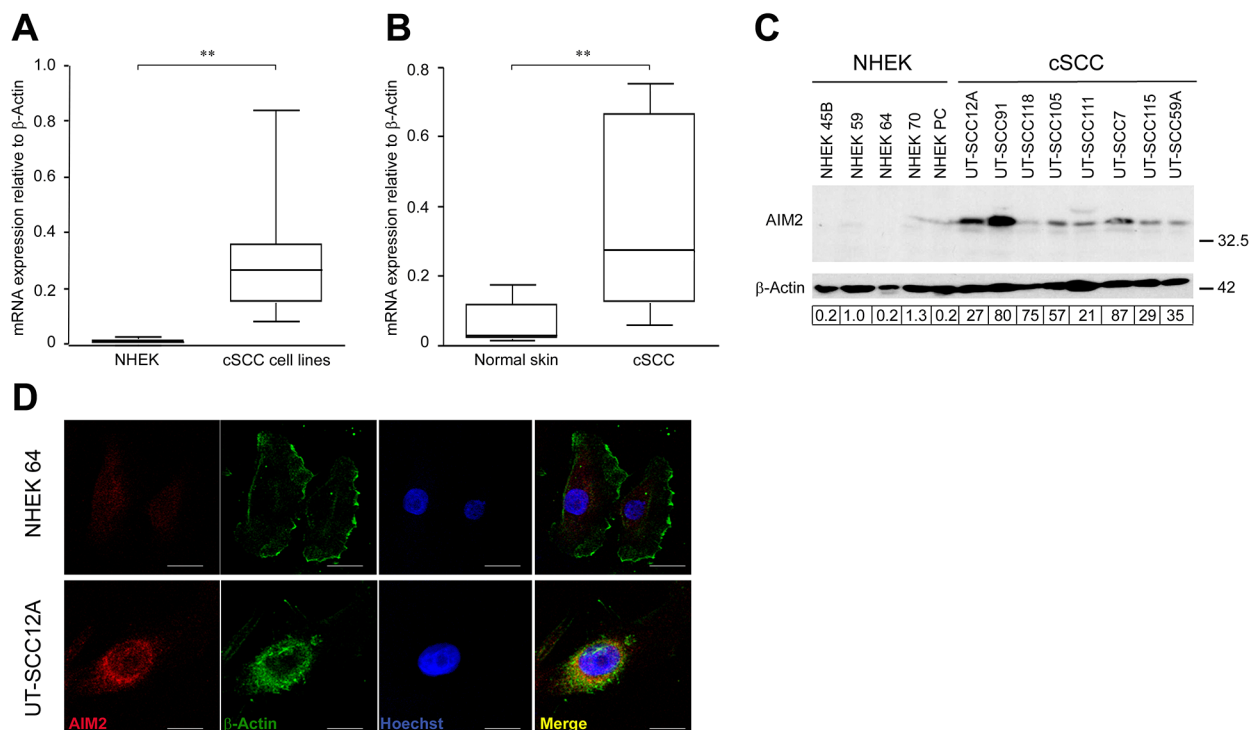 A
**
mRNA expression relative to β-Actin
1.0
0.8
0.6
0.4
0.2
0
NHEK
cSCC cell lines
B
**
mRNA expression relative to β-Actin
0.8
0.6
0.4
0.2
0
Normal skin
cSCC
C
NHEK
cSCC
NHEK 45B
NHEK 59
NHEK 64
NHEK 70
NHEK PC
UT-SCC12A
UT-SCC91
UT-SCC118
UT-SCC105
UT-SCC111
UT-SCC7
UT-SCC115
UT-SCC59A
AIM2
32.5
β-Actin
42
0.2 1.0 0.2 1.3 0.2 27 80 75 57 21 87 29 35
D
NHEK 64
UT-SCC12A
AIM2
β-Actin
Hoechst
Merge